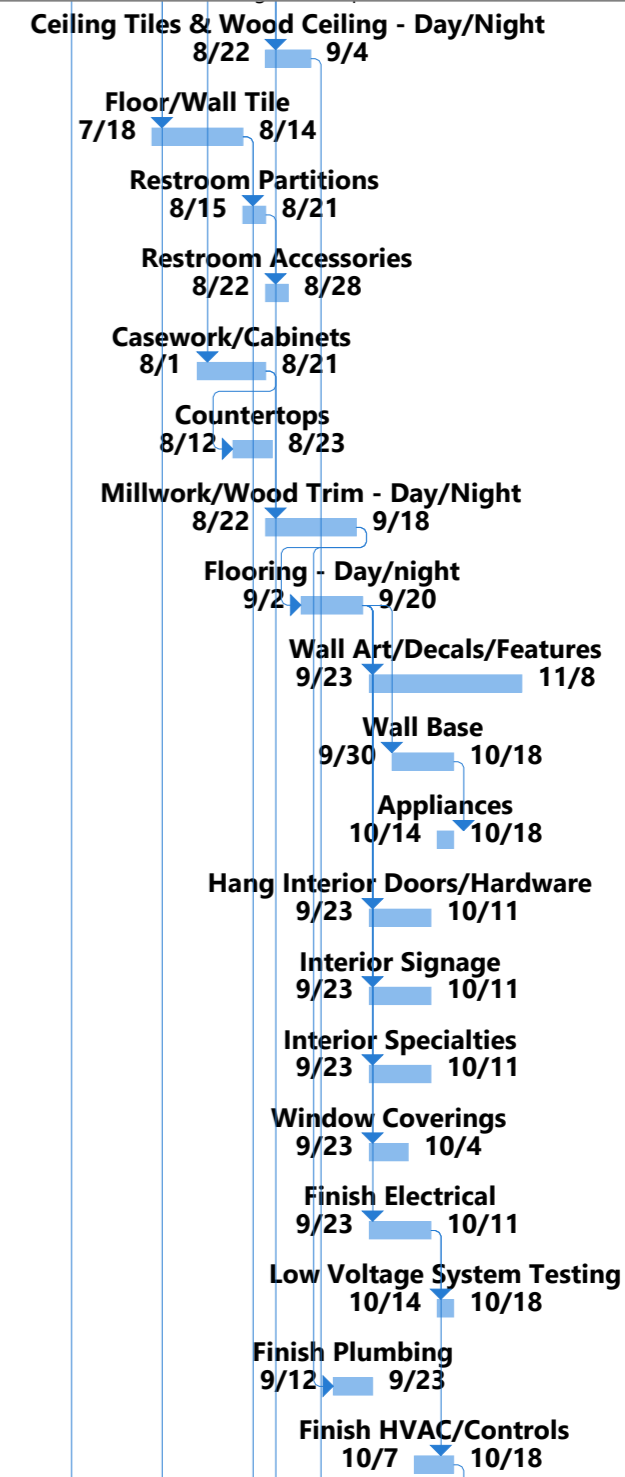 Ceiling Tiles & Wood Ceiling - Day/Night
8/22 9/4
Floor/Wall Tile
7/18 8/14
Restroom Partitions
8/15 8/21
Restroom Accessories
8/22 8/28
Casework/Cabinets
8/1 8/21
Countertops
8/12 8/23
Millwork/Wood Trim - Day/Night
8/22 9/18
Flooring - Day/night
9/2 9/20
Wall Art/Decals/Features
9/23 11/8
Wall Base
9/30 10/18
Appliances
10/14 10/18
Hang Interior Doors/Hardware
9/23 10/11
Interior Signage
9/23 10/11
Interior Specialties
9/23 10/11
Window Coverings
9/23 10/4
Finish Electrical
9/23 10/11
Low Voltage System Testing
10/14 10/18
Finish Plumbing
9/12 9/23
Finish HVAC/Controls
10/7 10/18